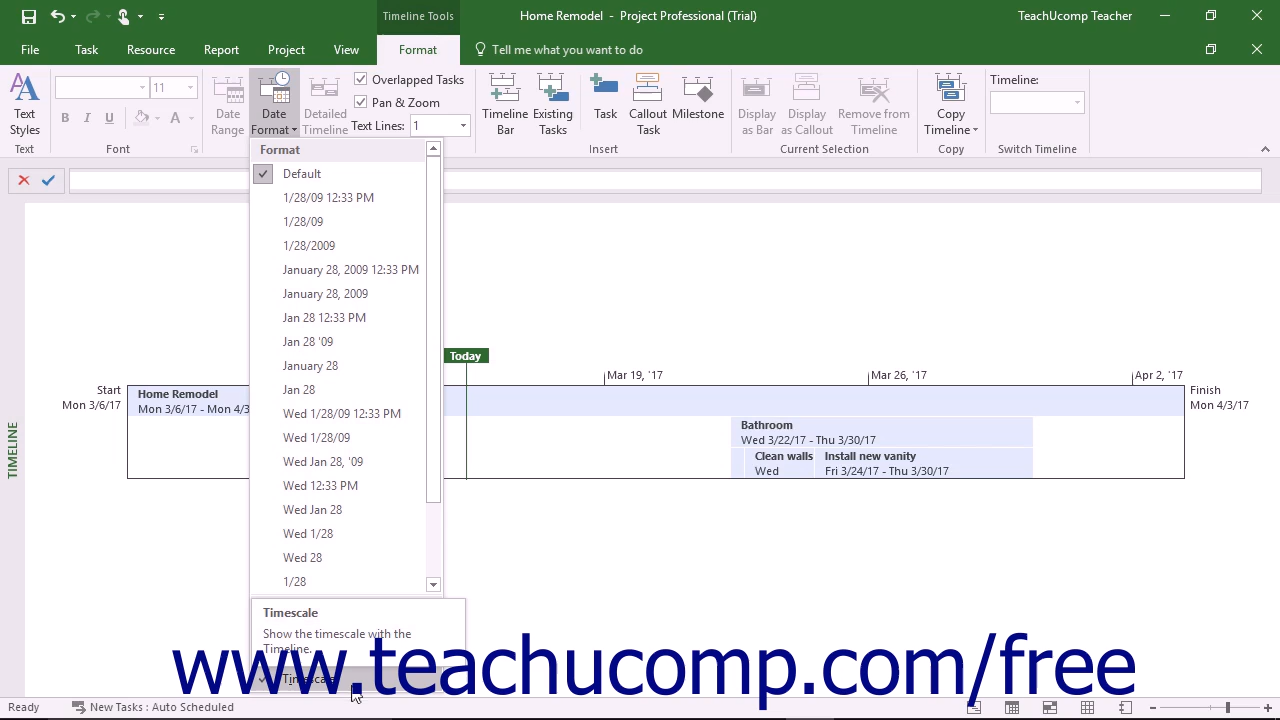 Timeline Tools
Home Remodel - Project Professional (Trial)
TeachUcomp Teacher
File Task Resource Report Project View Format Tell me what you want to do
Text Styles
Text
11
B I U A
Font
Date Range
Date Format
Detailed Timeline
Overlapped Tasks
Pan & Zoom
Text Lines: 1
Timeline Bar
Existing Tasks
Task
Callout Task
Milestone
Insert
Display as Bar
Display as Callout
Remove from Timeline
Current Selection
Copy Timeline
Copy
Timeline:
Switch Timeline
Format
Default
1/28/09 12:33 PM
1/28/09
1/28/2009
January 28, 2009 12:33 PM
January 28, 2009
Jan 28 12:33 PM
Jan 28 '09
January 28
Jan 28
Wed 1/28/09 12:33 PM
Wed 1/28/09
Wed Jan 28, '09
Wed 12:33 PM
Wed Jan 28
Wed 1/28
Wed 28
1/28
Timescale
Show the timescale with the
Timeline.
Timescale
TIMELINE
Today
Mar 19, '17
Mar 26, '17
Apr 2, '17
Start
Mon 3/6/17
Home Remodel
Mon 3/6/17 - Mon 4/3
Finish
Mon 4/3/17
Bathroom
Wed 3/22/17 - Thu 3/30/17
Clean walls
Wed
Install new vanity
Fri 3/24/17 - Thu 3/30/17
www.teachucomp.com/free
Ready New Tasks : Auto Scheduled